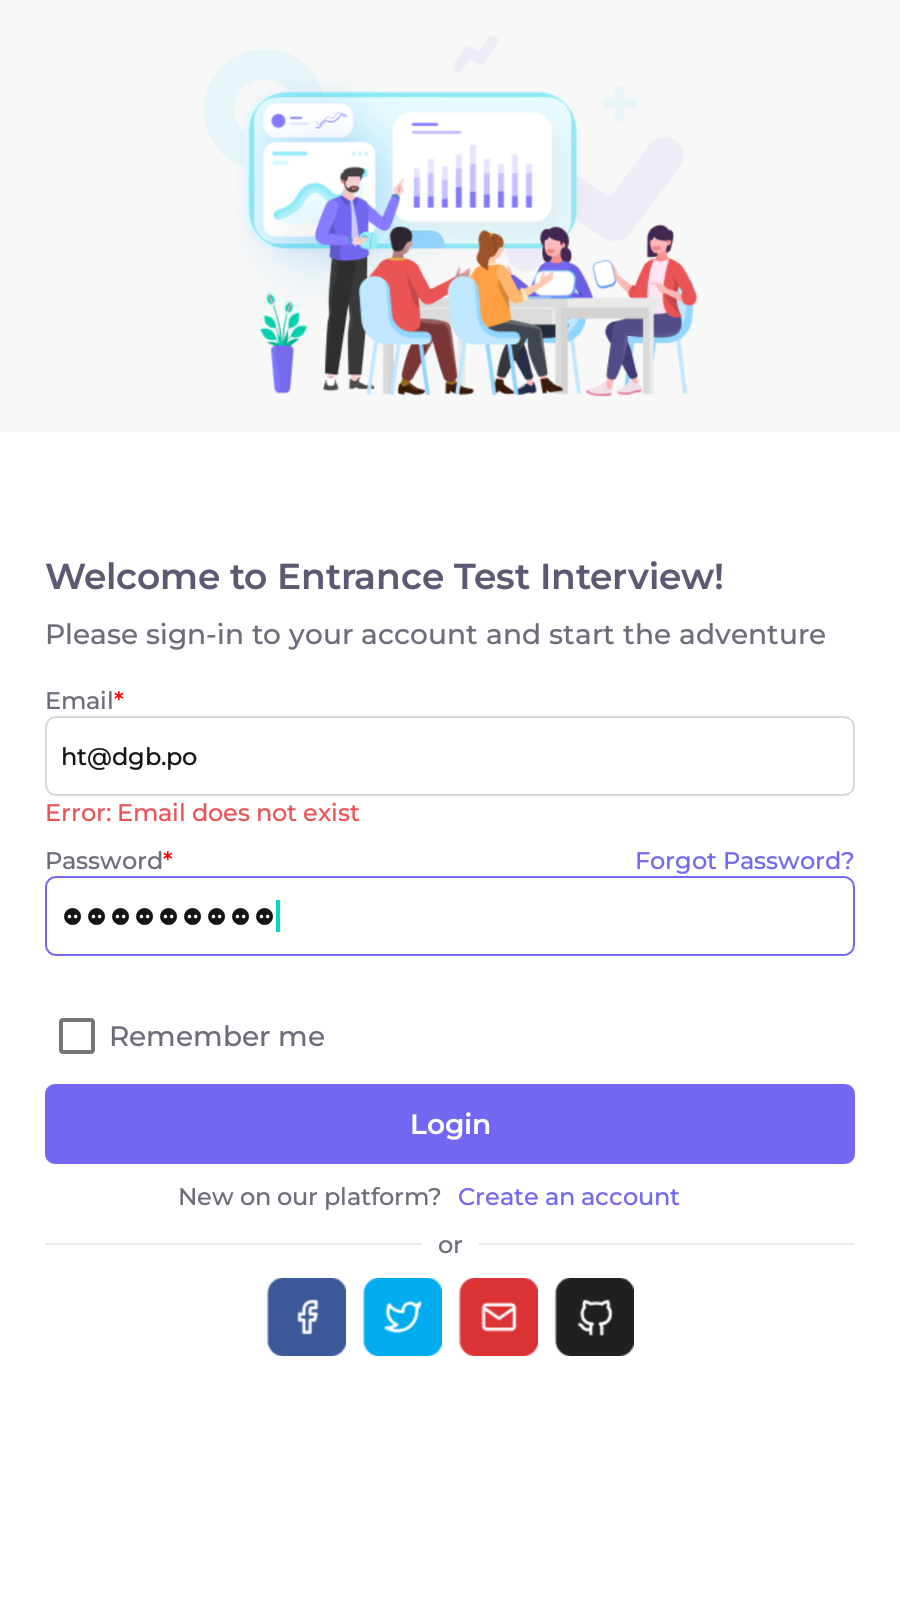 Welcome to Entrance Test Interview!
Please sign-in to your account and start the adventure
Email*
ht@dgb.po
Error: Email does not exist
Password* Forgot Password?
Remember me
Login
New on our platform? Create an account
or